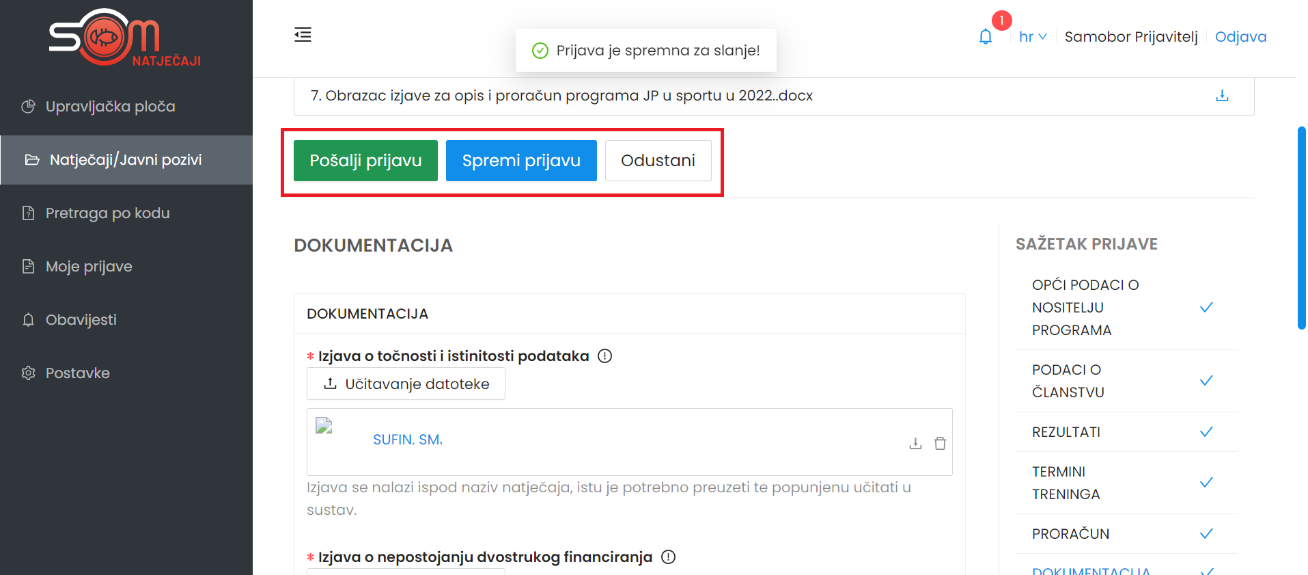 SOM
NATJEČAJI
Upravljačka ploča
Natječaji/Javni pozivi
Pretraga po kodu
Moje prijave
Obavijesti
Postavke
Prijava je spremna za slanje!
1
hr
Samobor Prijavitelj
Odjava
7. Obrazac izjave za opis i proračun programa JP u sportu u 2022..docx
Pošalji prijavu
Spremi prijavu
Odustani
DOKUMENTACIJA
DOKUMENTACIJA
* Izjava o točnosti i istinitosti podataka
Učitavanje datoteke
SUFIN. SM.
Izjava se nalazi ispod naziv natječaja, istu je potrebno preuzeti te popunjenu učitati u
sustav.
* Izjava o nepostojanju dvostrukog financiranja
SAŽETAK PRIJAVE
OPĆI PODACI O
NOSITELJU
PROGRAMA
PODACI O
ČLANSTVU
REZULTATI
TERMINI
TRENINGA
PRORAČUN
DOKUMENTACIJA